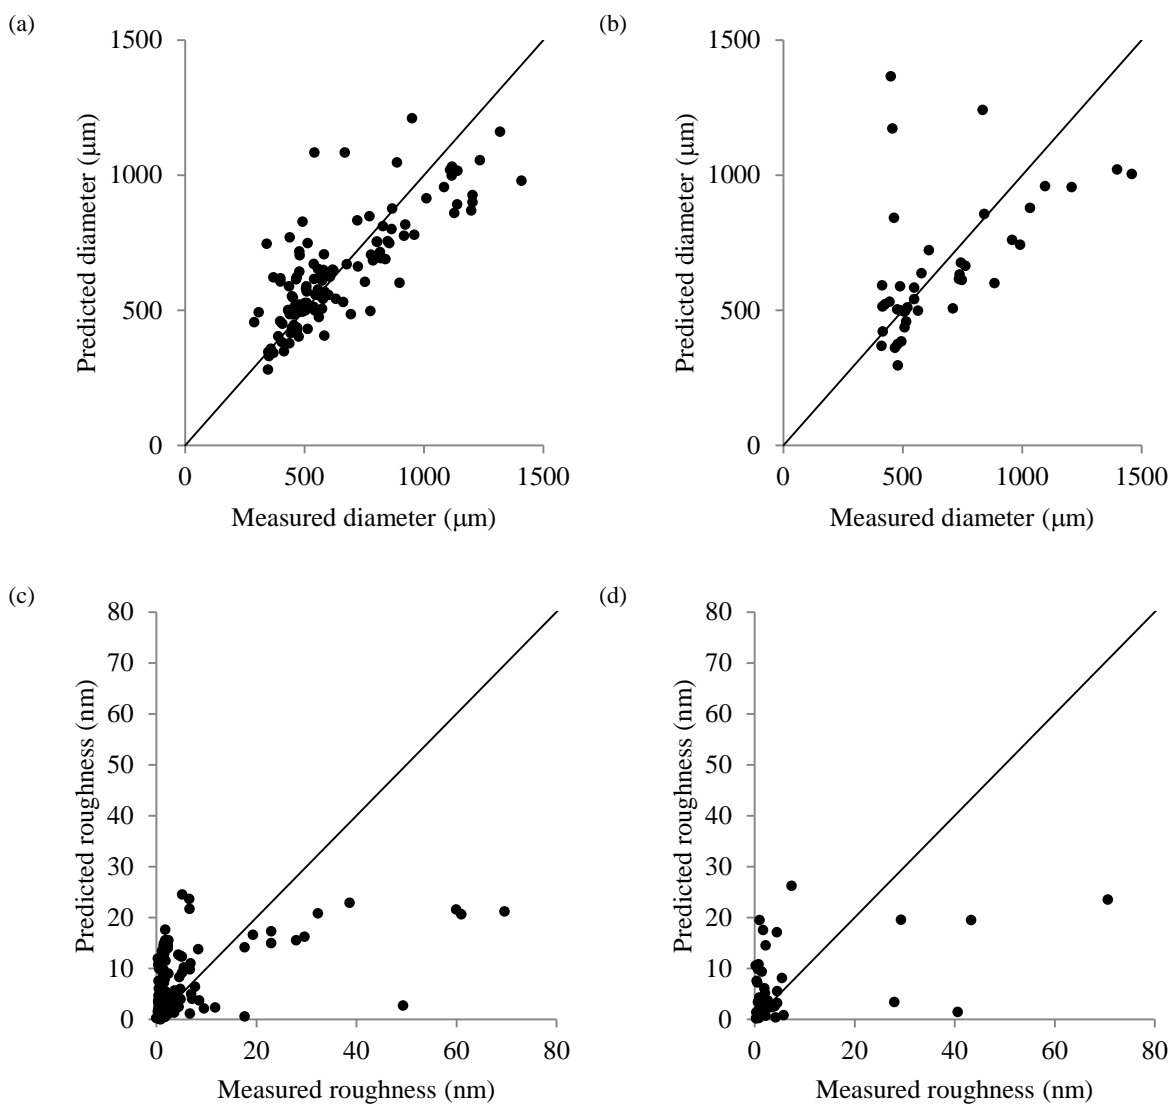 (a)
1500
1000
500
0
Predicted diameter (μm)
0 500 1000 1500
Measured diameter (μm)
(b)
1500
1000
500
0
Predicted diameter (μm)
0 500 1000 1500
Measured diameter (μm)
(c)
80
70
60
50
40
30
20
10
0
Predicted roughness (nm)
0 20 40 60 80
Measured roughness (nm)
(d)
80
70
60
50
40
30
20
10
0
Predicted roughness (nm)
0 20 40 60 80
Measured roughness (nm)